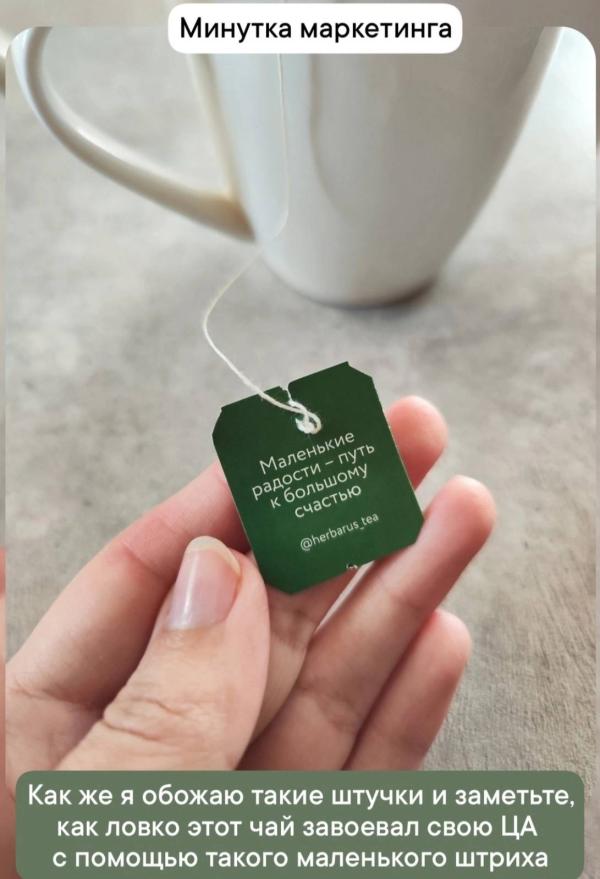 Минутка маркетинга
Маленькие
радости – путь
к большому
счастью
@herbarus_tea
Как же я обожаю такие штучки и заметьте,
как ловко этот чай завоевал свою ЦА
с помощью такого маленького штриха